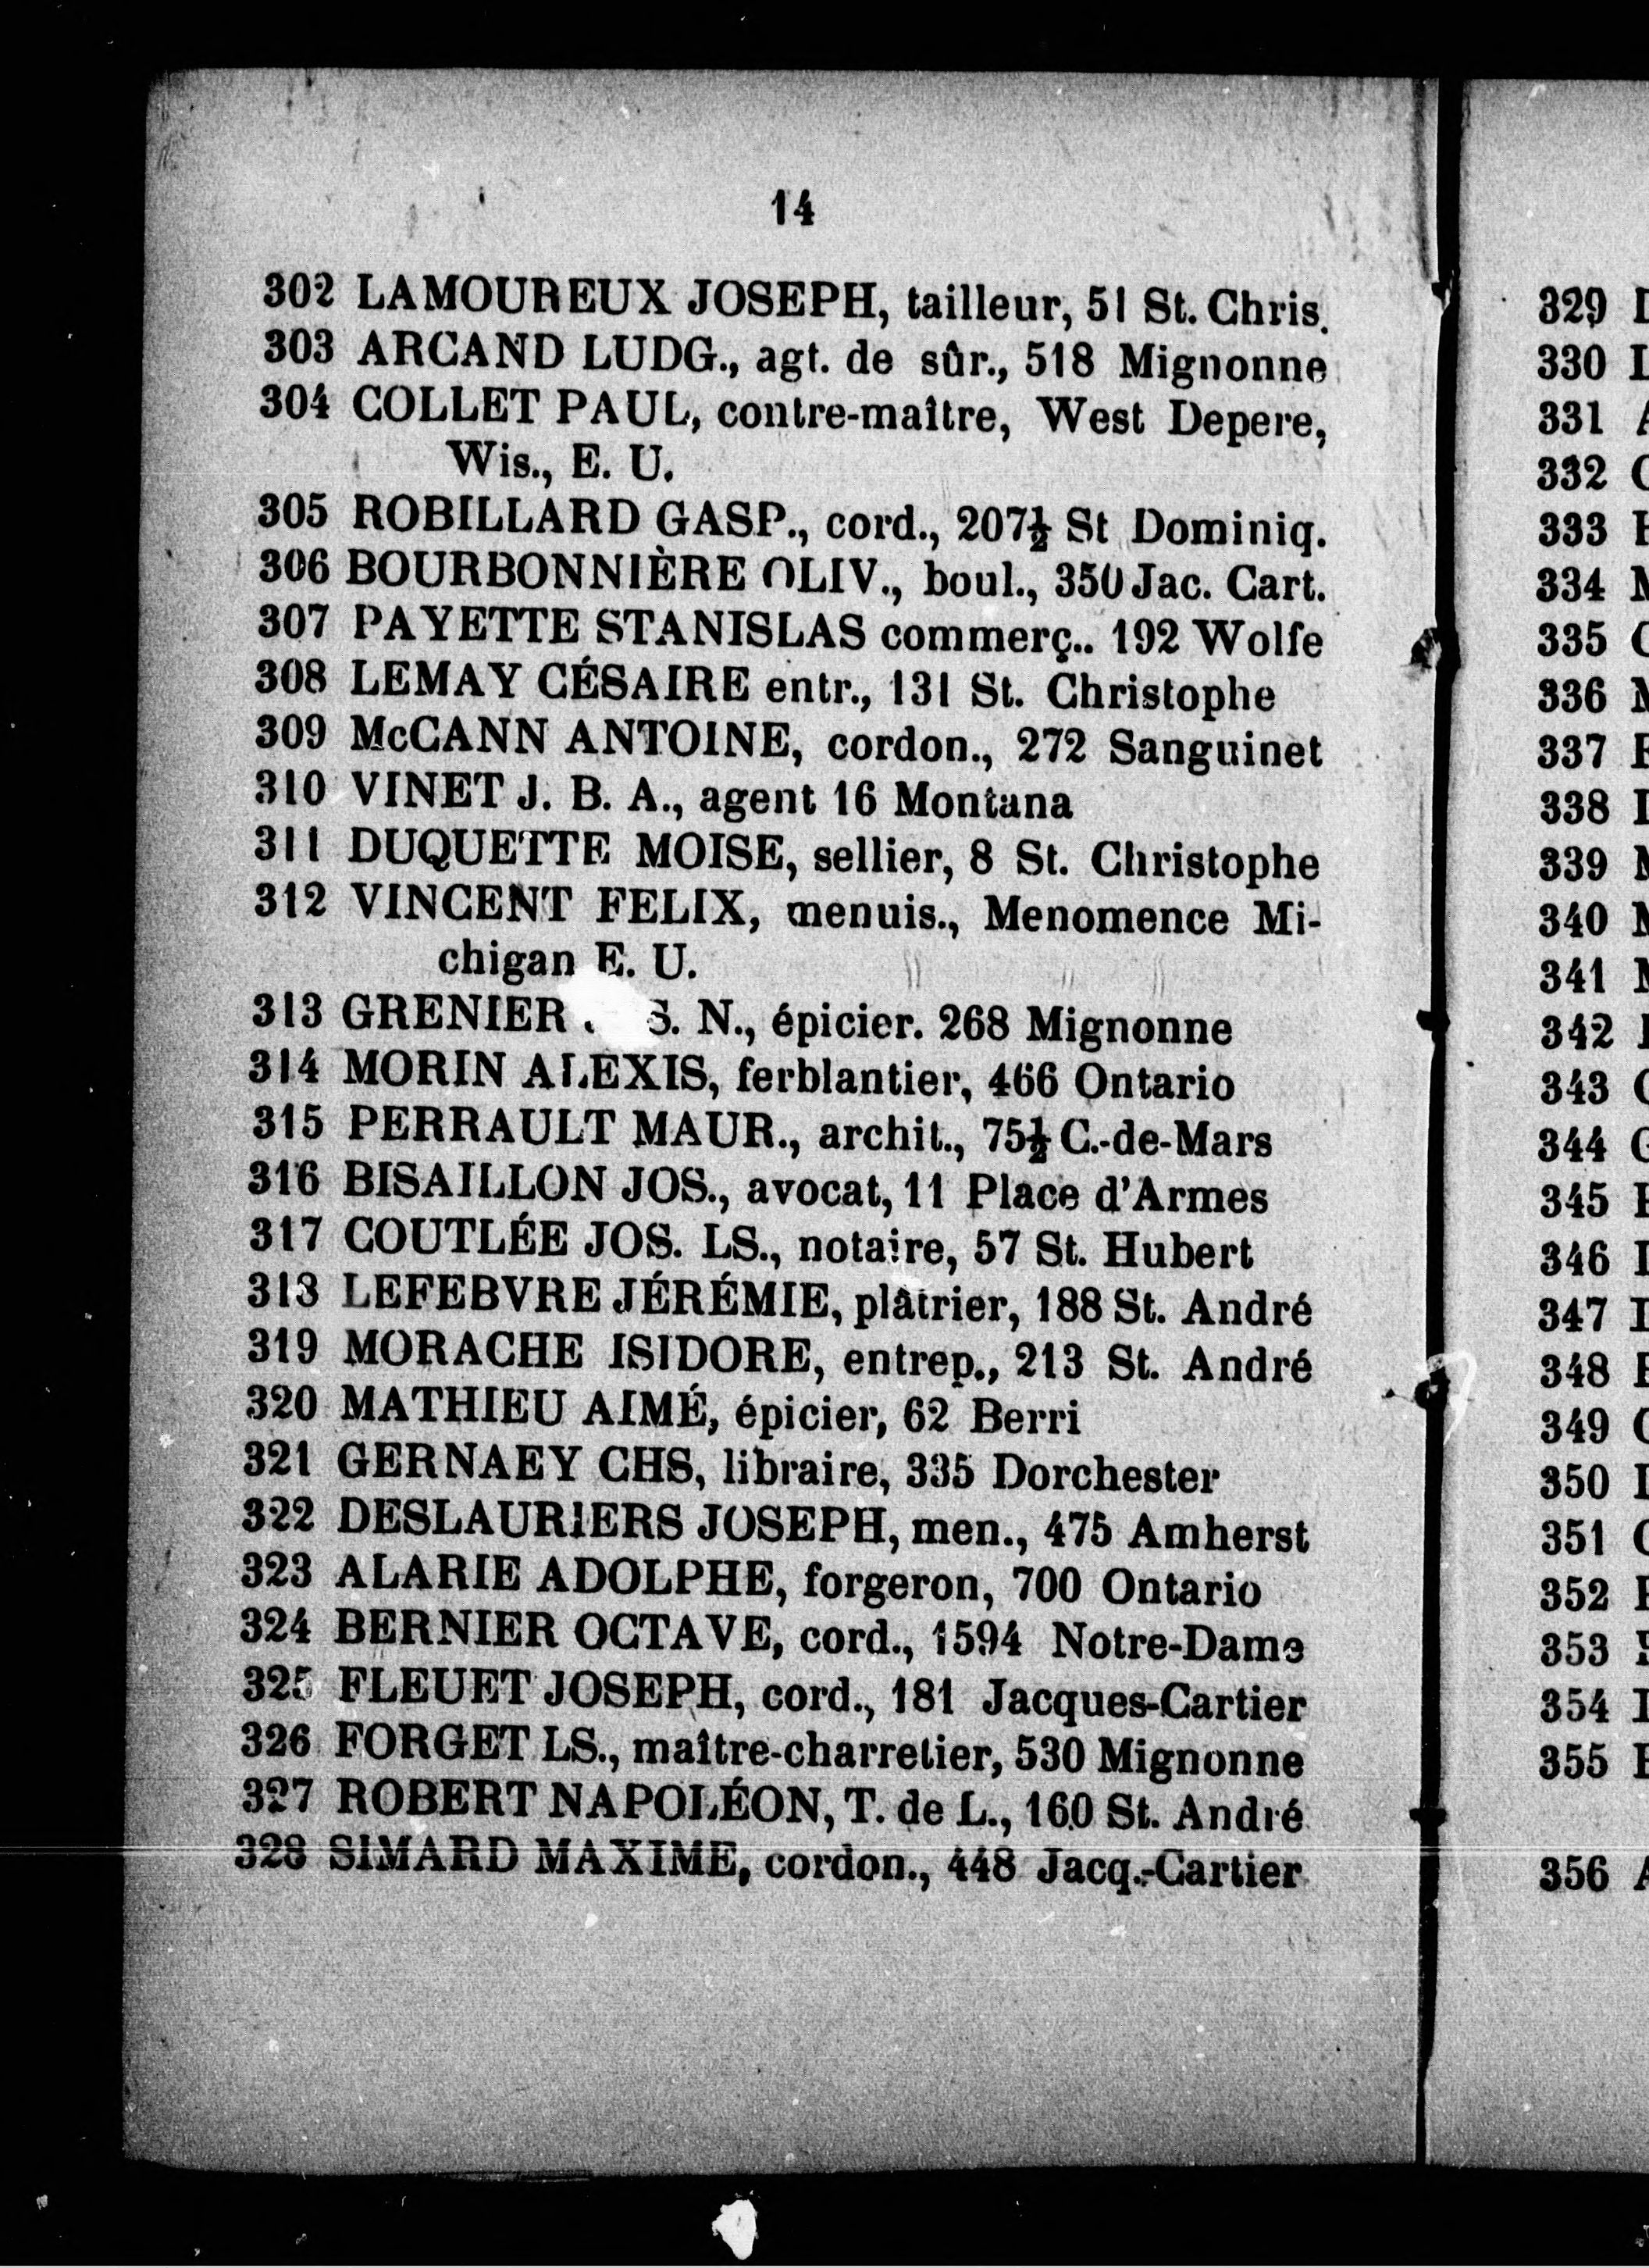 14
302 LAMOUREUX JOSEPH, tailleur, 51 St. Chris.
303 ARCAND LUDG., agt. de sûr., 518 Mignonne
304 COLLET PAUL, contre-maître, West Depere,
Wis., E. U.
305 ROBILLARD GASP., cord., 207½ St Dominiq.
306 BOURBONNIÈRE OLIV., boul., 350 Jac. Cart.
307 PAYETTE STANISLAS commerç.. 192 Wolfe
308 LEMAY CÉSAIRE entr., 131 St. Christophe
309 McCANN ANTOINE, cordon., 272 Sanguinet
310 VINET J. B. A., agent 16 Montana
311 DUQUETTE MOISE, sellier, 8 St. Christophe
312 VINCENT FELIX, menuis., Menomence Mi-
chigan E. U.
313 GRENIER S. N., épicier. 268 Mignonne
314 MORIN ALEXIS, ferblantier, 466 Ontario
315 PERRAULT MAUR., archit., 75½ C.-de-Mars
316 BISAILLON JOS., avocat, 11 Place d'Armes
317 COUTLÉE JOS. LS., notaire, 57 St. Hubert
318 LEFEBVRE JÉRÉMIE, plâtrier, 188 St. André
319 MORACHE ISIDORE, entrep., 213 St. André
320 MATHIEU AIMÉ, épicier, 62 Berri
321 GERNAEY CHS, libraire, 335 Dorchester
322 DESLAURIERS JOSEPH, men., 475 Amherst
323 ALARIE ADOLPHE, forgeron, 700 Ontario
324 BERNIER OCTAVE, cord., 1594 Notre-Dame
325 FLEUET JOSEPH, cord., 181 Jacques-Cartier
326 FORGET LS., maître-charretier, 530 Mignonne
327 ROBERT NAPOLÉON, T. de L., 160 St. André
328 SIMARD MAXIME, cordon., 448 Jacq.-Cartier
329
330
331
332
333
334
335
336
337
338
339
340
341
342
343
344
345
346
347
348
349
350
351
352
353
354
355
356